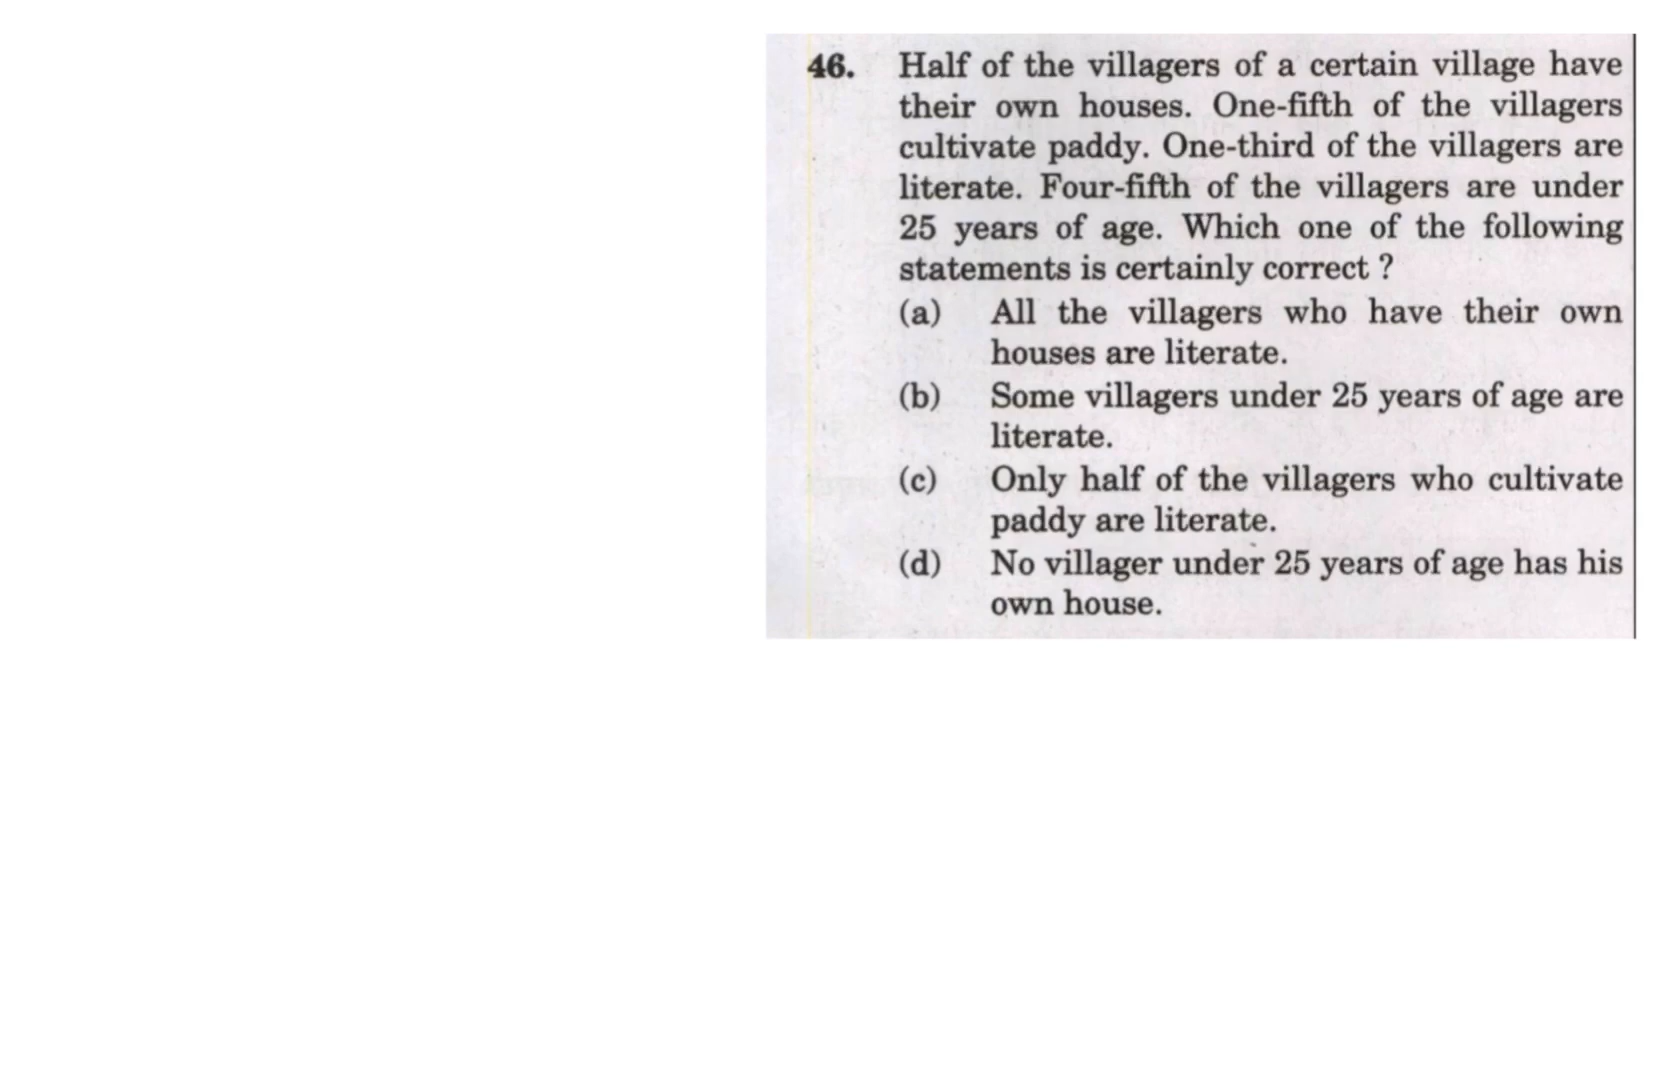 46. Half of the villagers of a certain village have
their own houses. One-fifth of the villagers
cultivate paddy. One-third of the villagers are
literate. Four-fifth of the villagers are under
25 years of age. Which one of the following
statements is certainly correct ?
(a) All the villagers who have their own
houses are literate.
(b) Some villagers under 25 years of age are
literate.
(c) Only half of the villagers who cultivate
paddy are literate.
(d) No villager under 25 years of age has his
own house.